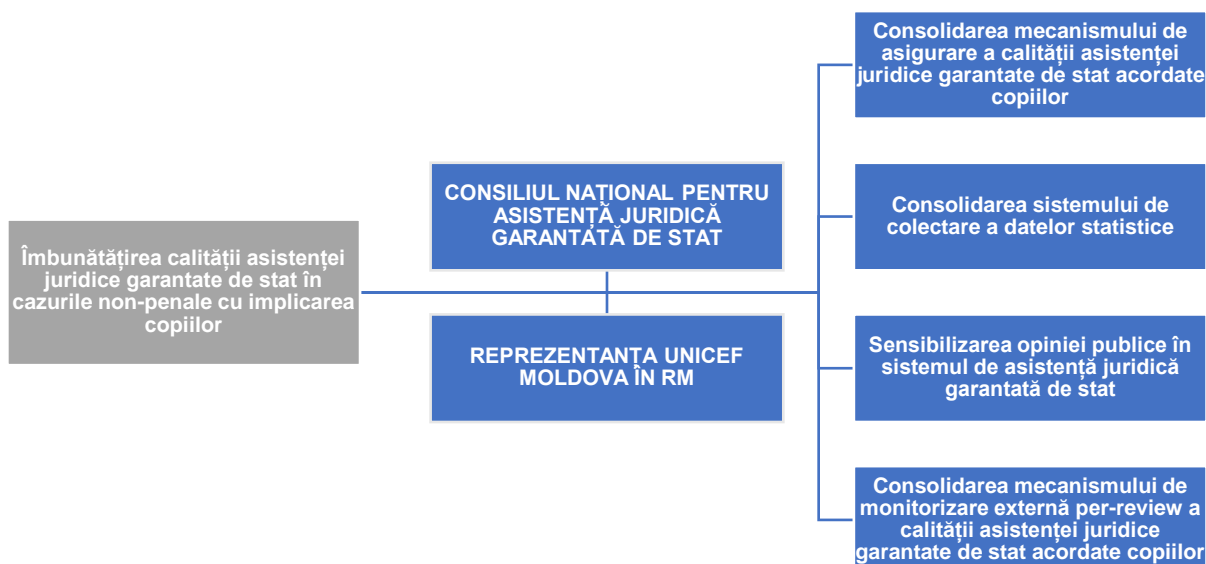 Îmbunătățirea calității asistenței
juridice garantate de stat în
cazurile non-penale cu implicarea
copiilor
CONSILIUL NAȚIONAL PENTRU
ASISTENȚĂ JURIDICĂ
GARANTATĂ DE STAT
REPREZENTANȚA UNICEF
MOLDOVA ÎN RM
Consolidarea mecanismului de
asigurare a calității asistenței
juridice garantate de stat acordate
copiilor
Consolidarea sistemului de
colectare a datelor statistice
Sensibilizarea opiniei publice în
sistemul de asistență juridică
garantată de stat
Consolidarea mecanismului de
monitorizare externă per-review a
calității asistenței juridice
garantate de stat acordate copiilor